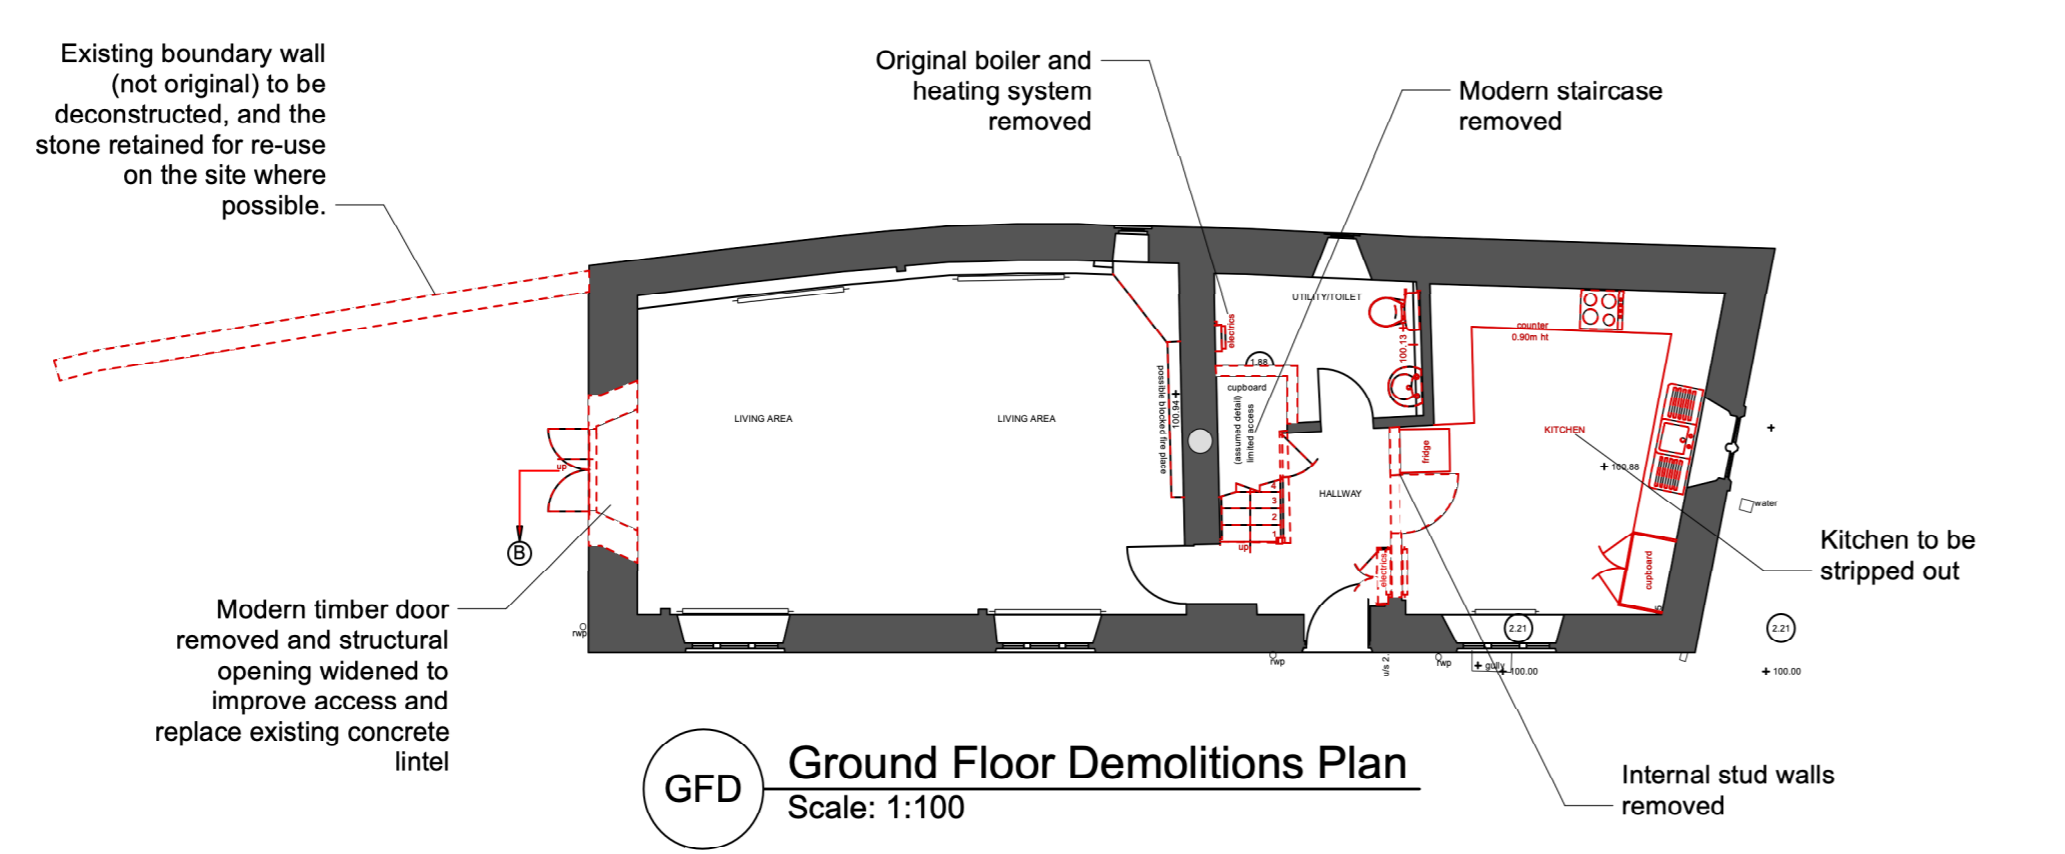 Existing boundary wall
(not original) to be
deconstructed, and the
stone retained for re-use
on the site where
possible.
Original boiler and
heating system
removed
Modern staircase
removed
UTILITY/TOILET
electrics
100.13
1.88
counter
0.90m ht
cupboard
(assumed detail)
limited access
possible blocked fire place
100.94
LIVING AREA
LIVING AREA
KITCHEN
fridge
100.88
HALLWAY
4
3
2
1
up
up
B
water
electrics
cupboard
Kitchen to be
stripped out
Modern timber door
removed and structural
opening widened to
improve access and
replace existing concrete
lintel
rwp
rwp
u/s 2.
rwp
gully
100.00
2.21
2.21
100.00
Internal stud walls
removed
GFD
Ground Floor Demolitions Plan
Scale: 1:100